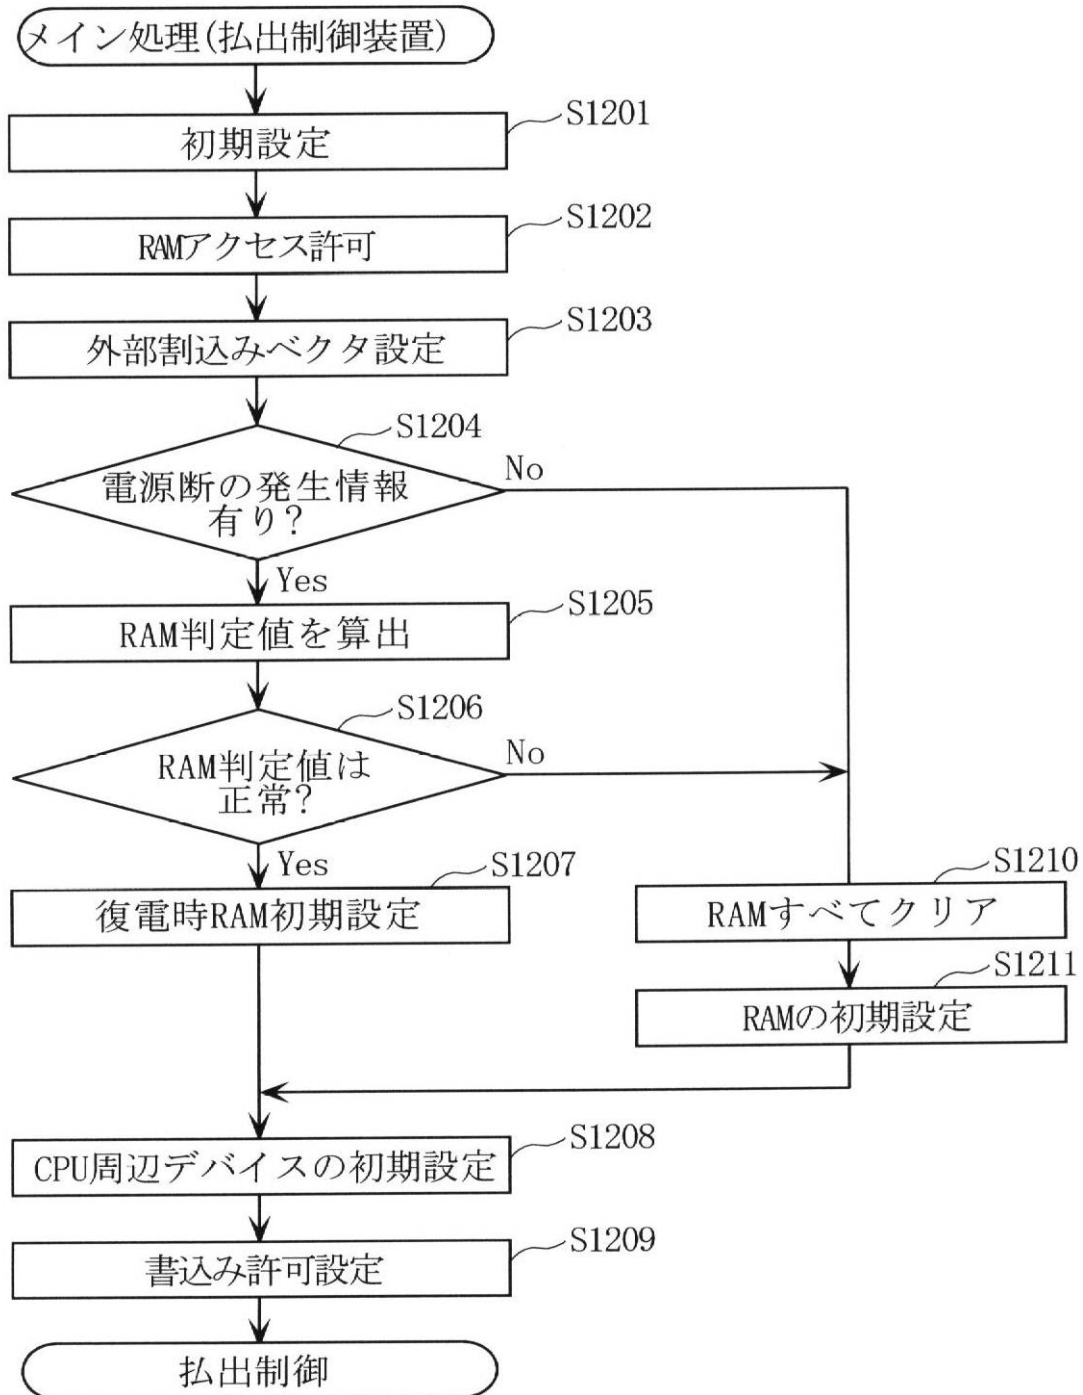 メイン処理(払出制御装置)
S1201
初期設定
S1202
RAMアクセス許可
S1203
外部割込みベクタ設定
S1204
電源断の発生情報
有り?
No
Yes
S1205
RAM判定値を算出
S1206
RAM判定値は
正常?
No
Yes
S1207
復電時RAM初期設定
S1210
RAMすべてクリア
S1211
RAMの初期設定
S1208
CPU周辺デバイスの初期設定
S1209
書込み許可設定
払出制御